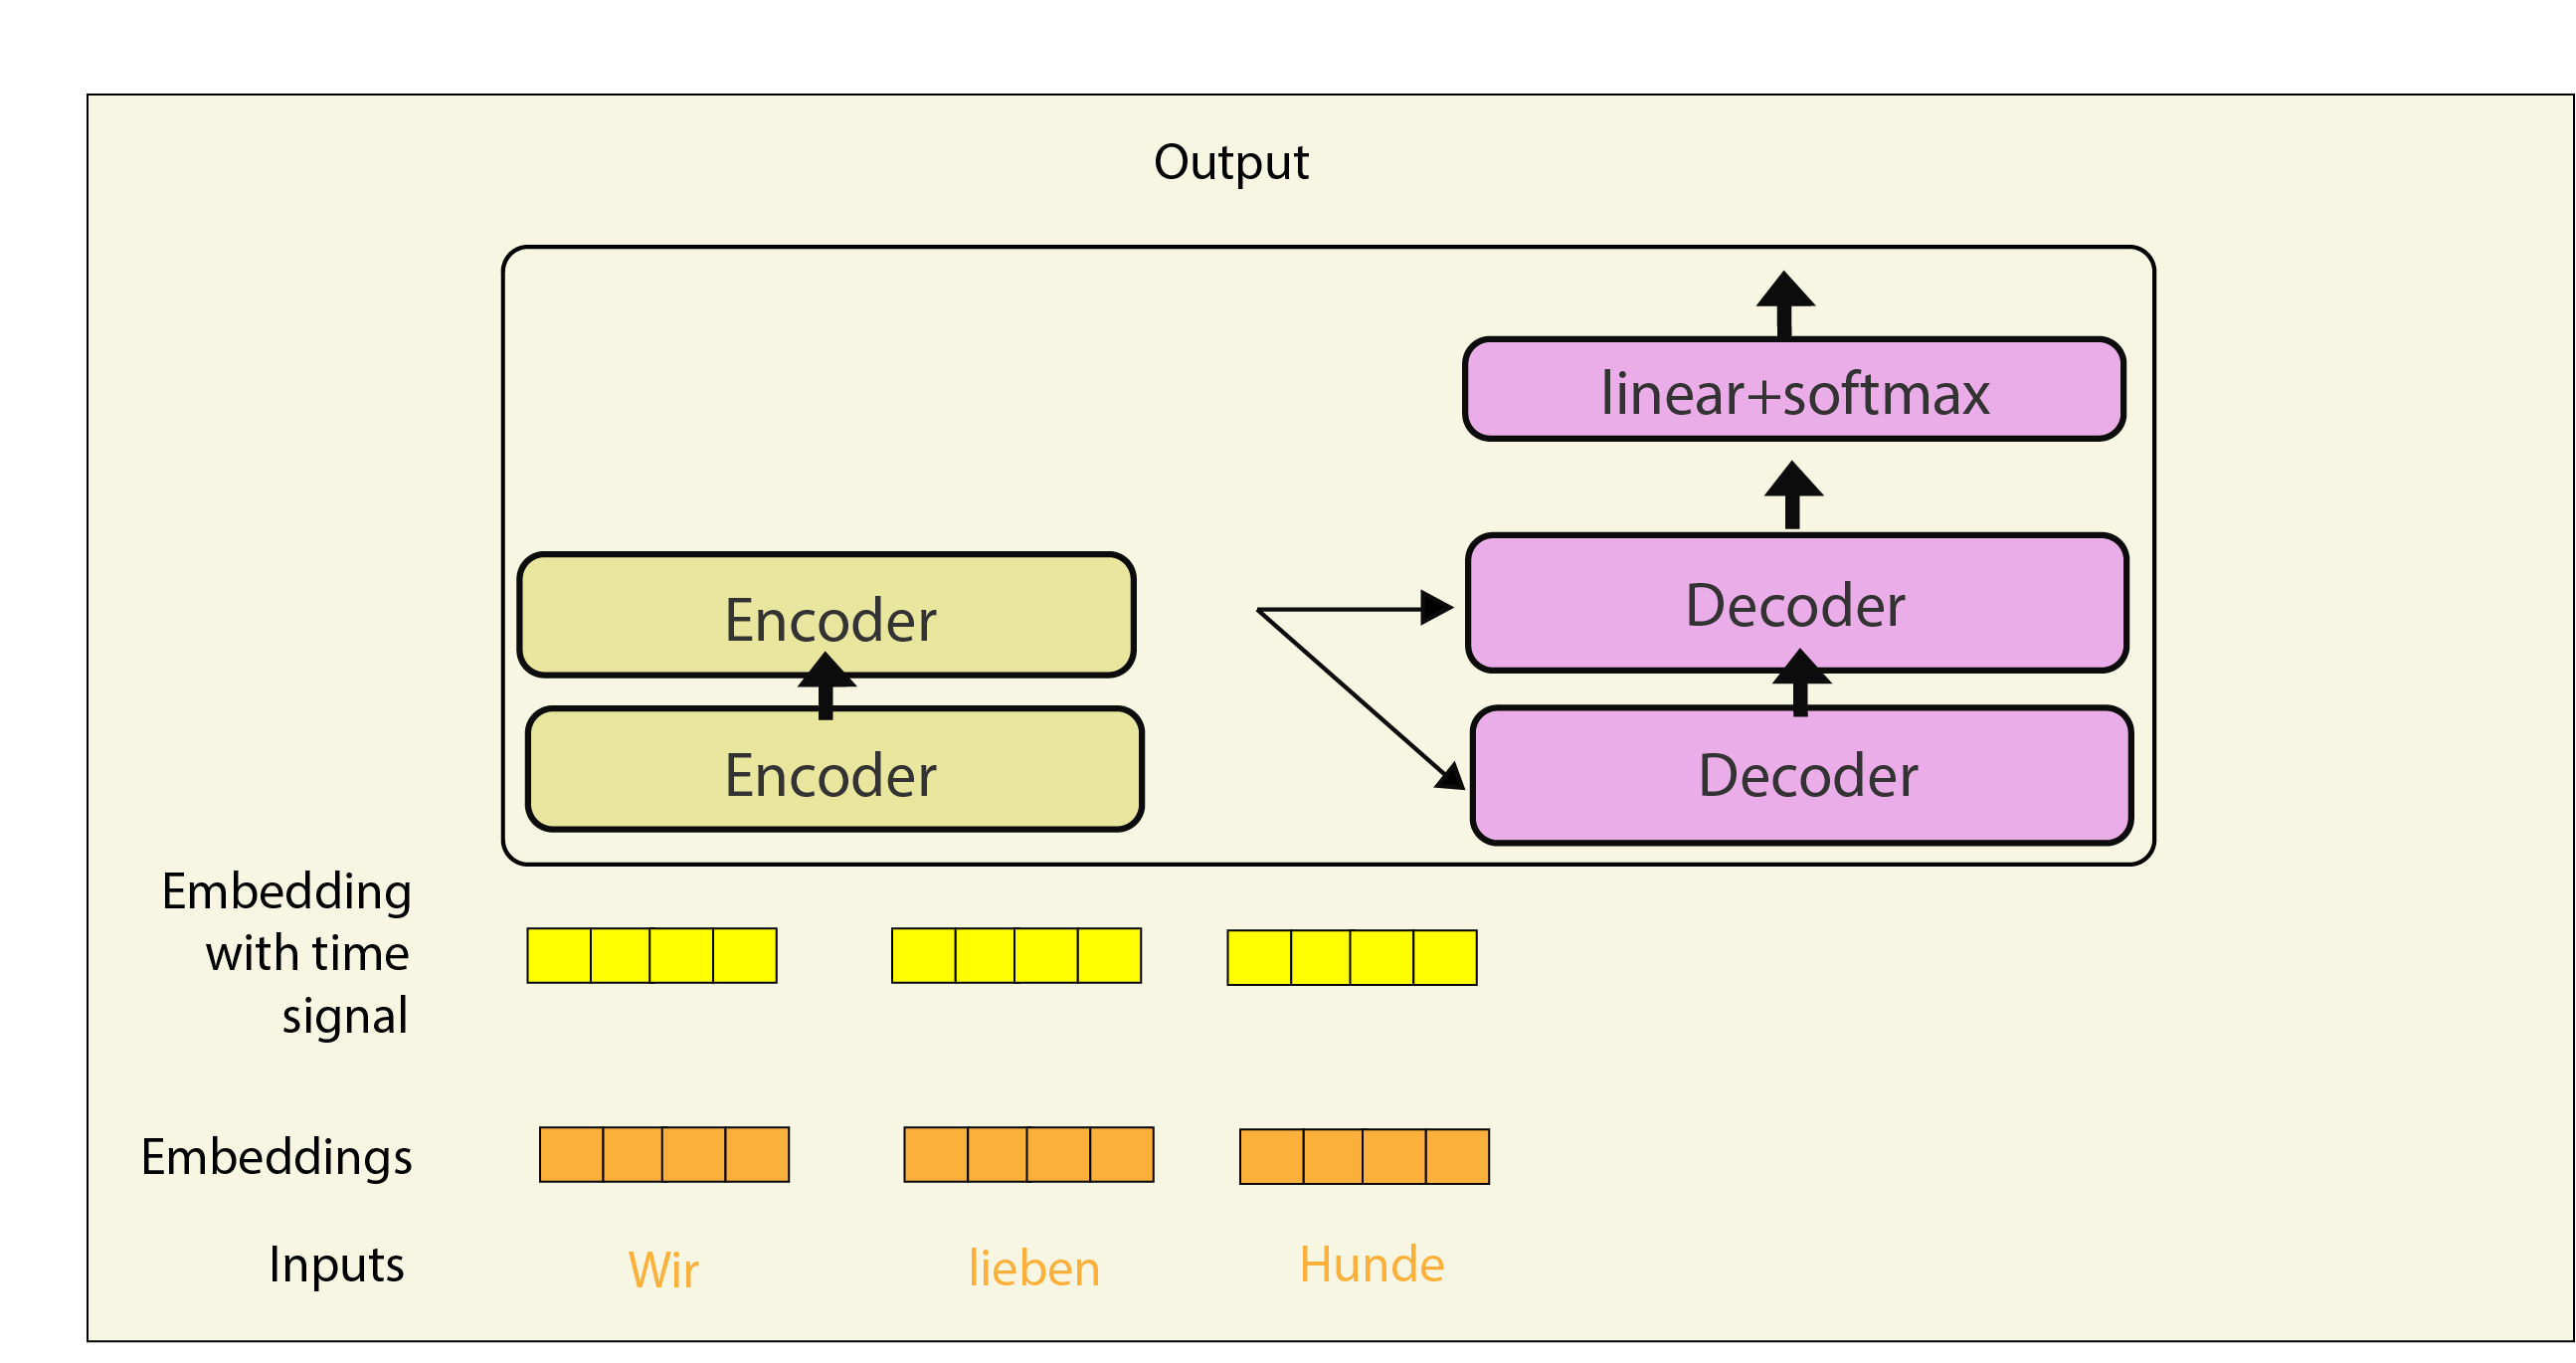 Output
linear+softmax
Encoder
Decoder
Encoder
Decoder
Embedding
with time
signal
Embeddings
Inputs Wir lieben Hunde